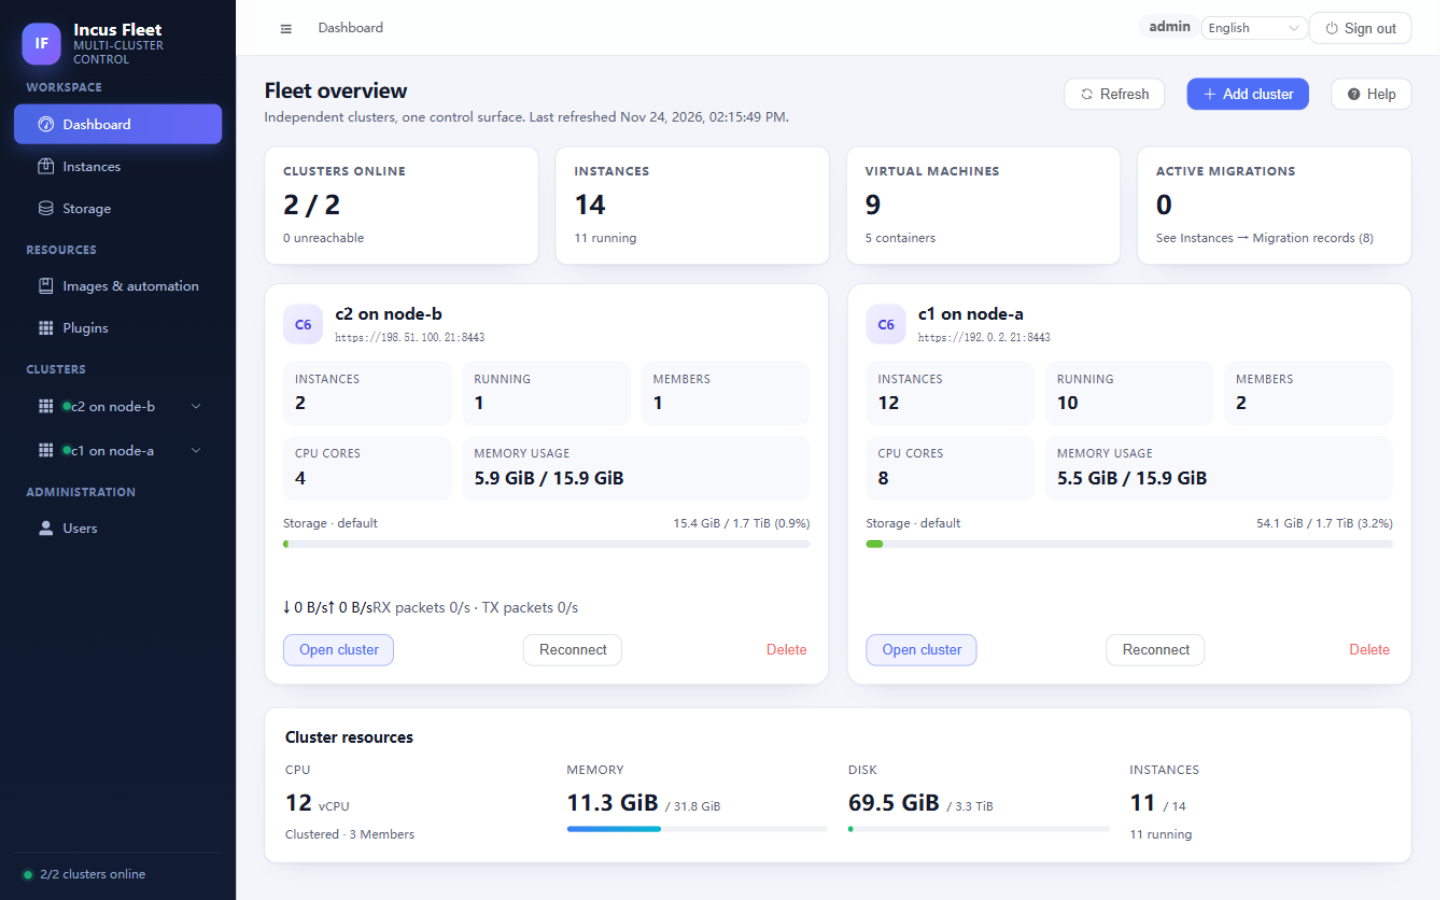 IF
Incus Fleet
MULTI-CLUSTER
CONTROL
WORKSPACE
Dashboard
Instances
Storage
RESOURCES
Images & automation
Plugins
CLUSTERS
c2 on node-b
c1 on node-a
ADMINISTRATION
Users
2/2 clusters online
Dashboard
admin
English
Sign out
Fleet overview
Independent clusters, one control surface. Last refreshed Nov 24, 2026, 02:15:49 PM.
Refresh
+ Add cluster
Help
CLUSTERS ONLINE
2 / 2
0 unreachable
INSTANCES
14
11 running
VIRTUAL MACHINES
9
5 containers
ACTIVE MIGRATIONS
0
See Instances → Migration records (8)
C6
c2 on node-b
https://198.51.100.21:8443
INSTANCES
2
RUNNING
1
MEMBERS
1
CPU CORES
4
MEMORY USAGE
5.9 GiB / 15.9 GiB
Storage · default
15.4 GiB / 1.7 TiB (0.9%)
↓ 0 B/s↑ 0 B/sRX packets 0/s · TX packets 0/s
Open cluster
Reconnect
Delete
C6
c1 on node-a
https://192.0.2.21:8443
INSTANCES
12
RUNNING
10
MEMBERS
2
CPU CORES
8
MEMORY USAGE
5.5 GiB / 15.9 GiB
Storage · default
54.1 GiB / 1.7 TiB (3.2%)
Open cluster
Reconnect
Delete
Cluster resources
CPU
12 vCPU
Clustered · 3 Members
MEMORY
11.3 GiB / 31.8 GiB
DISK
69.5 GiB / 3.3 TiB
INSTANCES
11 / 14
11 running